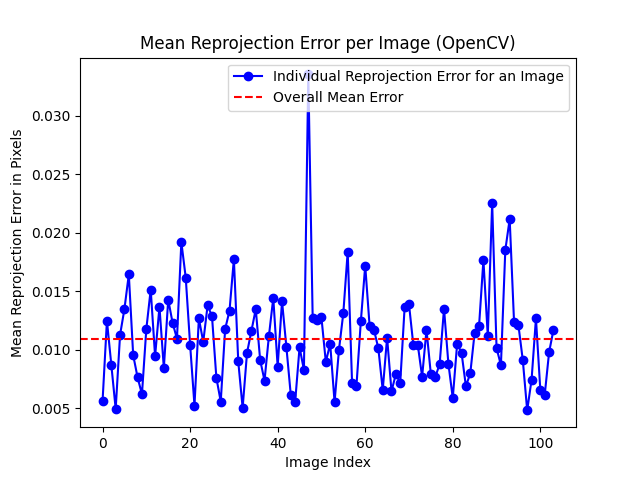 Mean Reprojection Error per Image (OpenCV)
Individual Reprojection Error for an Image
Overall Mean Error
Mean Reprojection Error in Pixels
0.030
0.025
0.020
0.015
0.010
0.005
0 20 40 60 80 100
Image Index